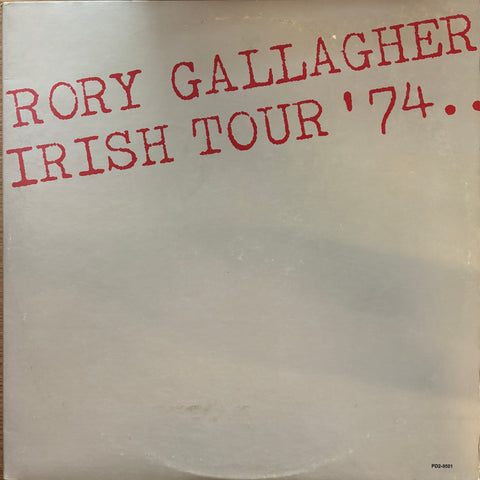 RORY GALLAGHER
IRISH TOUR '74..
PD2-9501